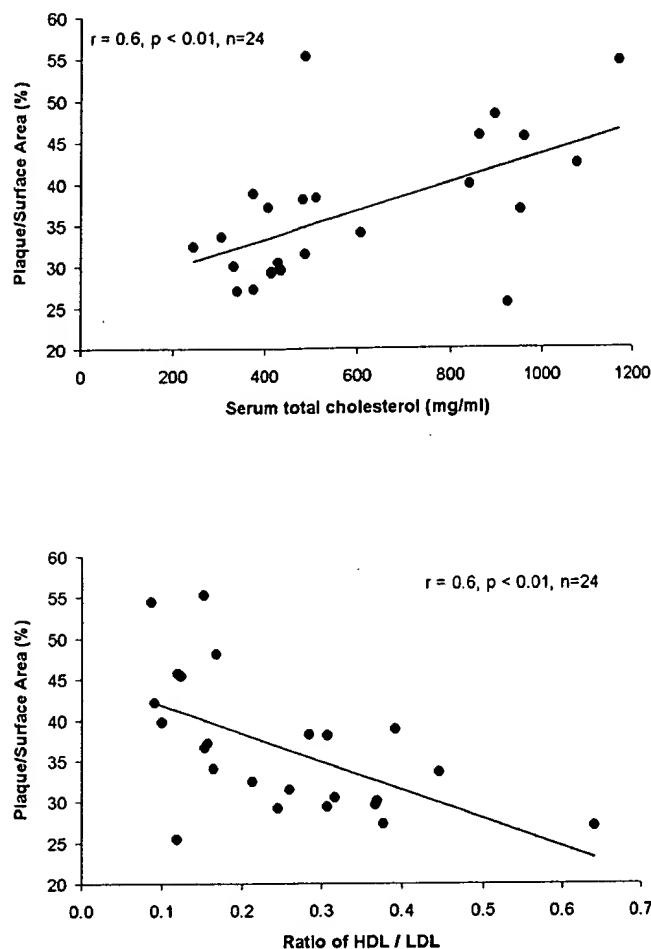 60
r = 0.6, p < 0.01, n=24
55
50
45
40
35
30
25
20
Plaque/Surface Area (%)
0 200 400 600 800 1000 1200
Serum total cholesterol (mg/ml)
60
r = 0.6, p < 0.01, n=24
55
50
45
40
35
30
25
20
Plaque/Surface Area (%)
0.0 0.1 0.2 0.3 0.4 0.5 0.6 0.7
Ratio of HDL / LDL